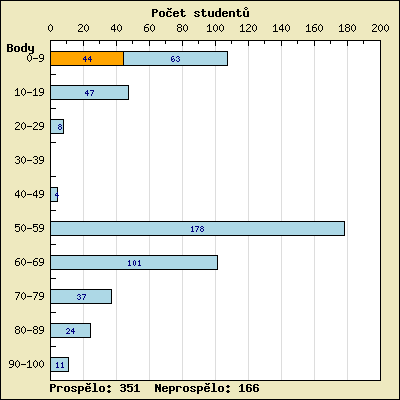 Počet studentů
0 20 40 60 80 100 120 140 160 180 200
Body
0-9 44 63
10-19 47
20-29 8
30-39
40-49 4
50-59 178
60-69 101
70-79 37
80-89 24
90-100 11
Prospělo: 351 Neprospělo: 166